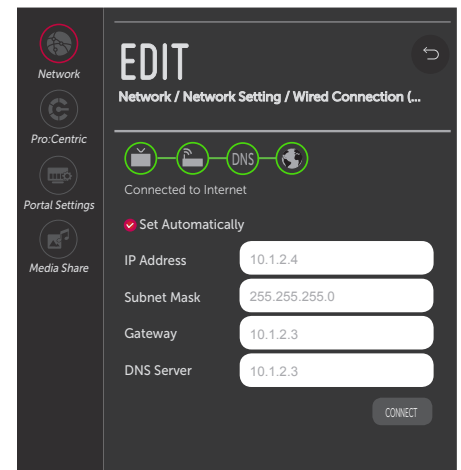 EDIT
Network / Network Setting / Wired Connection (...
Network
Pro:Centric
Portal Settings
Media Share
DNS
Connected to Internet
Set Automatically
IP Address 10.1.2.4
Subnet Mask 255.255.255.0
Gateway 10.1.2.3
DNS Server 10.1.2.3
CONNECT